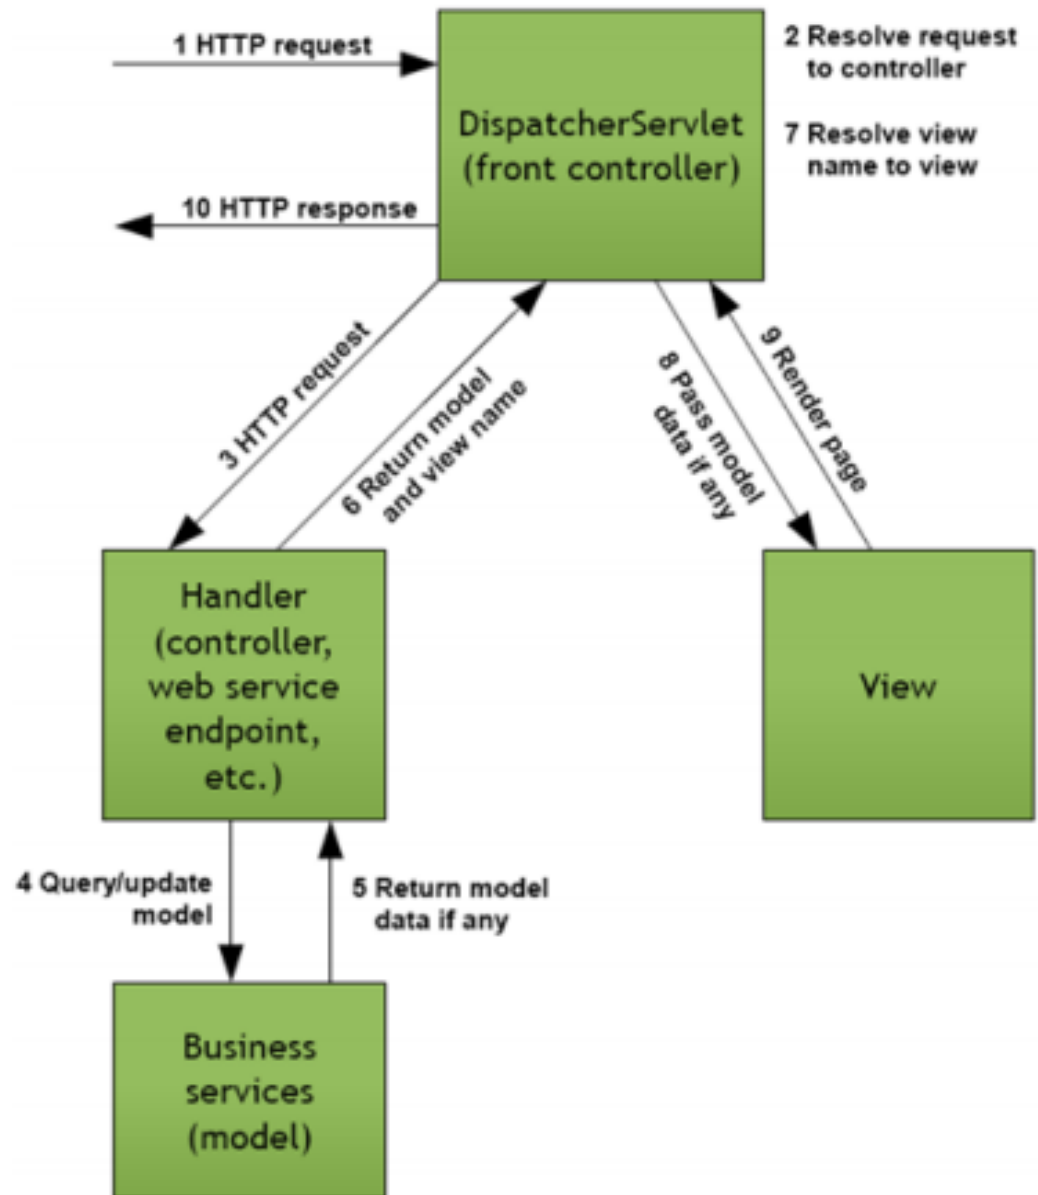 1 HTTP request
2 Resolve request
to controller
DispatcherServlet
(front controller)
7 Resolve view
name to view
10 HTTP response
3 HTTP request
6 Return model
and view name
8 Pass model
data if any
9 Render page
Handler
(controller,
web service
endpoint,
etc.)
View
4 Query/update
model
5 Return model
data if any
Business
services
(model)